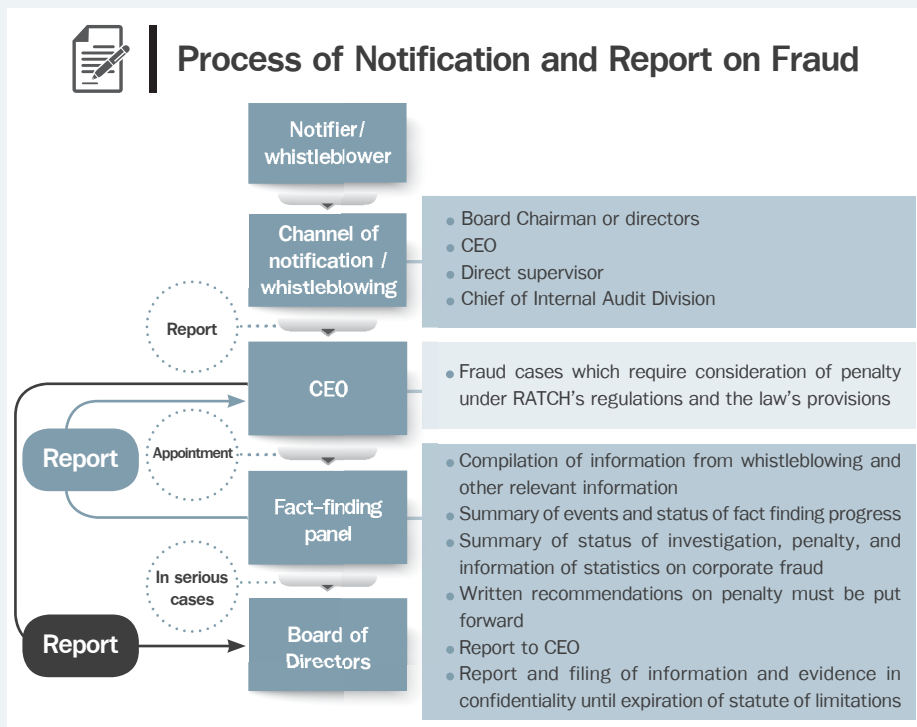 Process of Notification and Report on Fraud
Notifier/
whistleblower
Channel of
notification /
whistleblowing
• Board Chairman or directors
• CEO
• Direct supervisor
• Chief of Internal Audit Division
Report
CEO
• Fraud cases which require consideration of penalty
under RATCH's regulations and the law's provisions
Report
Appointment
Fact-finding
panel
• Compilation of information from whistleblowing and
other relevant information
• Summary of events and status of fact finding progress
• Summary of status of investigation, penalty, and
information of statistics on corporate fraud
• Written recommendations on penalty must be put
forward
• Report to CEO
• Report and filing of information and evidence in
confidentiality until expiration of statute of limitations
In serious
cases
Report
Board of
Directors